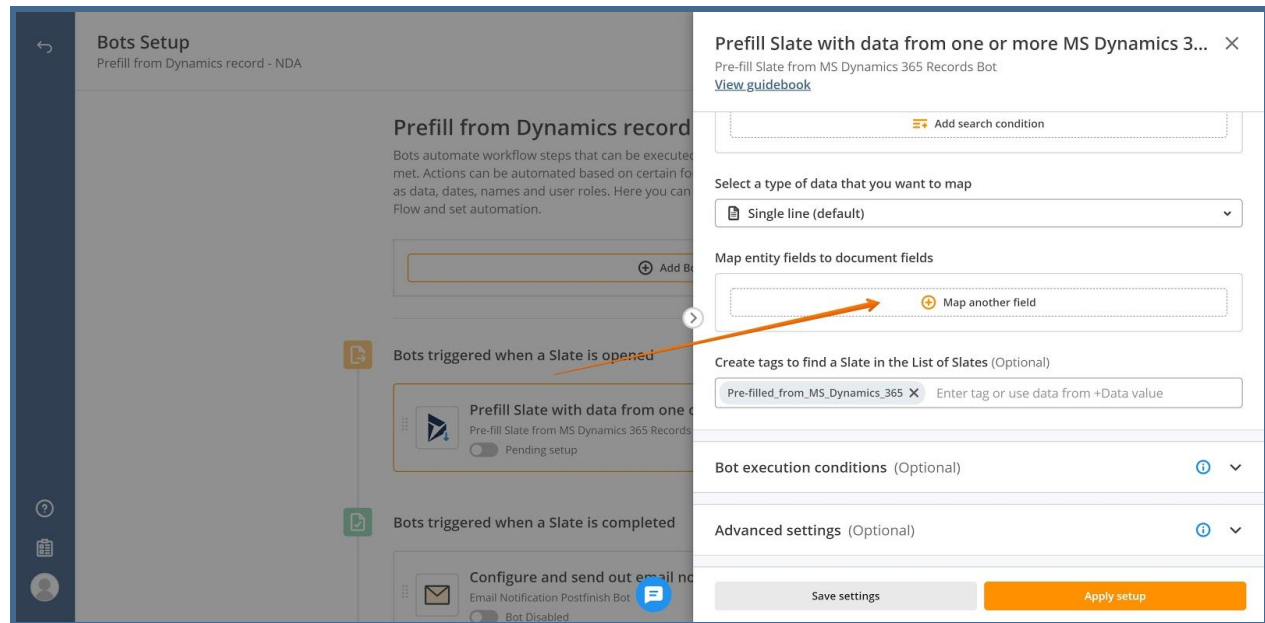 Bots Setup
Prefill from Dynamics record - NDA
Prefill from Dynamics record
Bots automate workflow steps that can be executed
met. Actions can be automated based on certain fo
as data, dates, names and user roles. Here you can
Flow and set automation.
Add Bo
Bots triggered when a Slate is opened
Prefill Slate with data from one o
Pre-fill Slate from MS Dynamics 365 Records
Pending setup
Bots triggered when a Slate is completed
Configure and send out email no
Email Notification Postfinish Bot
Bot Disabled
Prefill Slate with data from one or more MS Dynamics 3...
Pre-fill Slate from MS Dynamics 365 Records Bot
View guidebook
Add search condition
Select a type of data that you want to map
Single line (default)
Map entity fields to document fields
Map another field
Create tags to find a Slate in the List of Slates (Optional)
Pre-filled_from_MS_Dynamics_365 Enter tag or use data from +Data value
Bot execution conditions (Optional)
Advanced settings (Optional)
Save settings
Apply setup